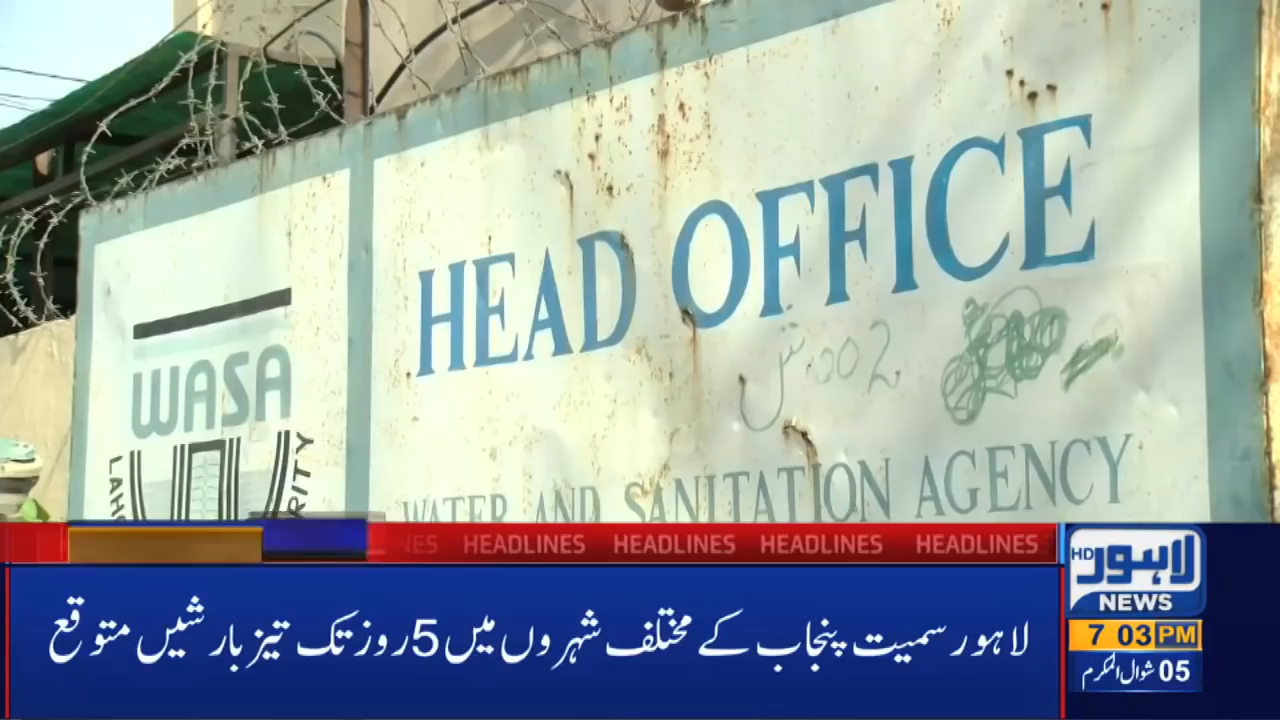 HEAD OFFICE
WASA
WATER AND SANITATION AGENCY
HEADLINES HEADLINES HEADLINES HEADLINES
لاہور سمیت پنجاب کے مختلف شہروں میں 5 روز تک تیز بارشیں متوقع
HD لاہور
NEWS
7 03 PM
05 شوال المکرم